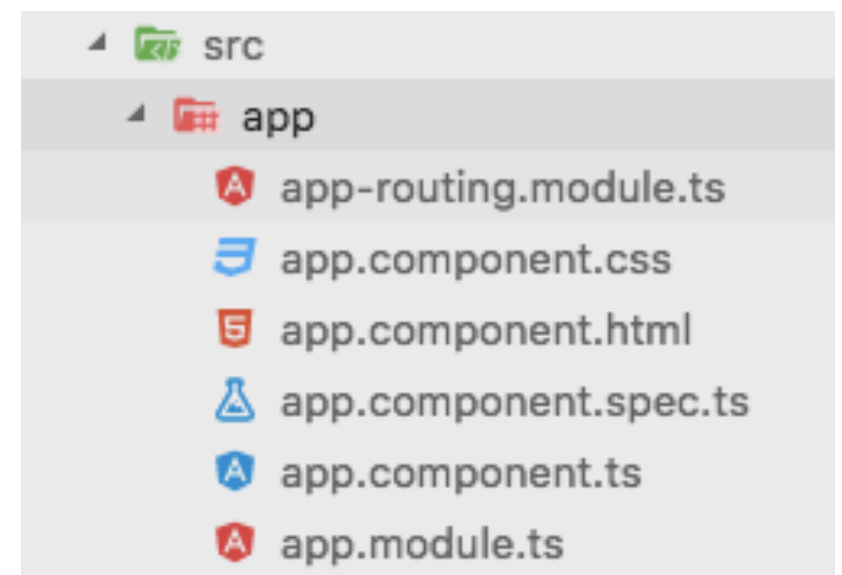 src
app
app-routing.module.ts
app.component.css
app.component.html
app.component.spec.ts
app.component.ts
app.module.ts